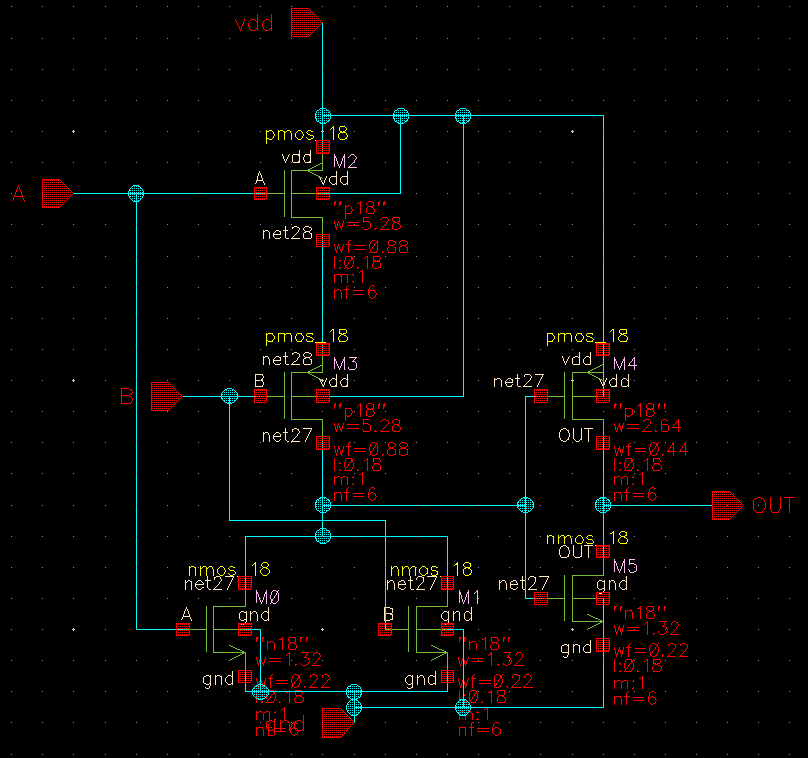 vdd
pmos_18
vdd
M2
A
A
vdd
"p18"
w=5.28
net28
wf=0.88
l:0.18
m:1
nf=6
pmos_18
net28
M3
B
B
vdd
"p18"
w=5.28
net27
wf=0.88
l:0.18
m:1
nf=6
pmos_18
vdd
M4
net27
vdd
"p18"
w=2.64
OUT
wf=0.44
l:0.18
m:1
nf=6
OUT
nmos_18
OUT
M5
net27
gnd
"n18"
w=1.32
gnd
wf=0.22
l:0.18
m:1
nf=6
nmos_18
net27
M0
A
gnd
"n18"
w=1.32
gnd
wf=0.22
l:0.18
m:1
nf=6
nmos_18
net27
M1
B
gnd
"n18"
w=1.32
gnd
wf=0.22
l:0.18
m:1
nf=6
gnd